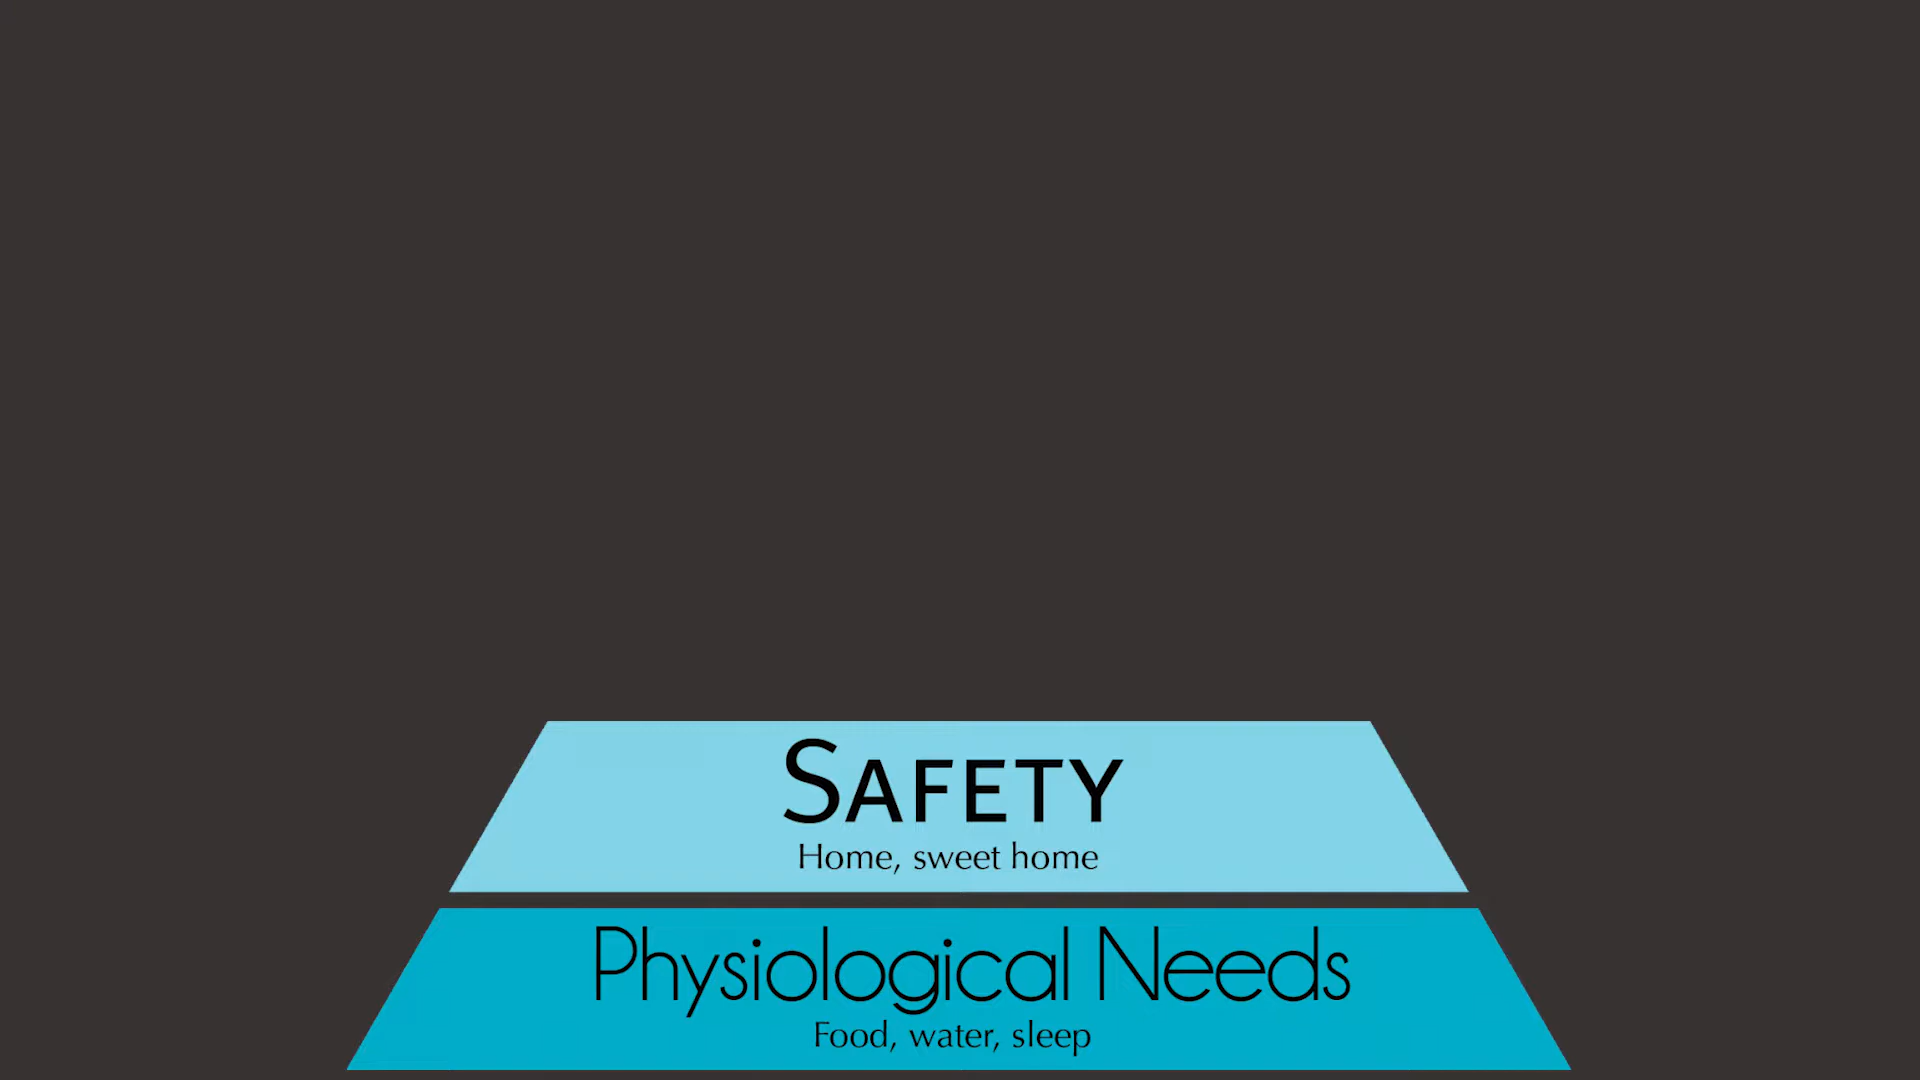 Safety
Home, sweet home
Physiological Needs
Food, water, sleep